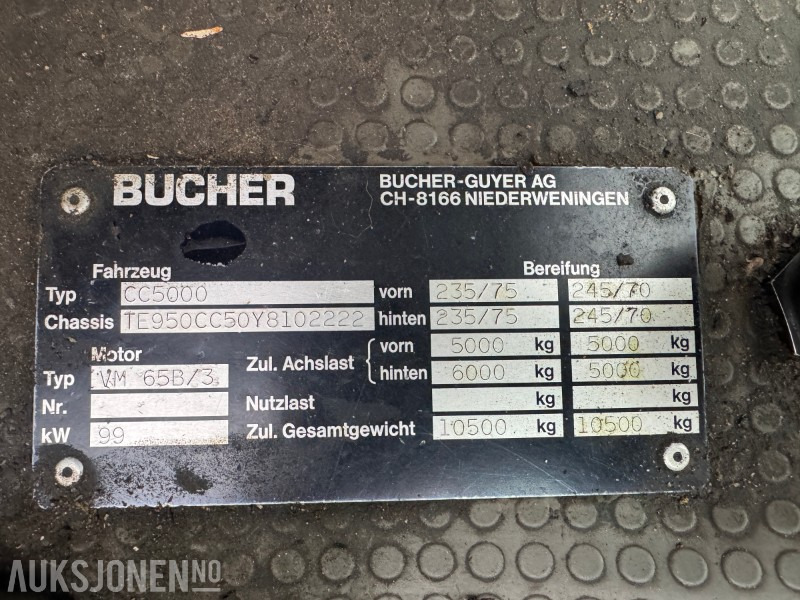 BUCHER BUCHER-GUYER AG
CH-8166 NIEDERWENINGEN
Fahrzeug Bereifung
Typ CC5000 vorn 235/75 245/70
Chassis TE950CC50Y8102222 hinten 235/75 245/70
Motor Zul. Achslast vorn 5000 kg 5000 kg
Typ VM 65B/3 hinten 6000 kg 5000 kg
Nr. Nutzlast kg kg
kW 99 Zul. Gesamtgewicht 10500 kg 10500 kg
AUKSJONEN.NO